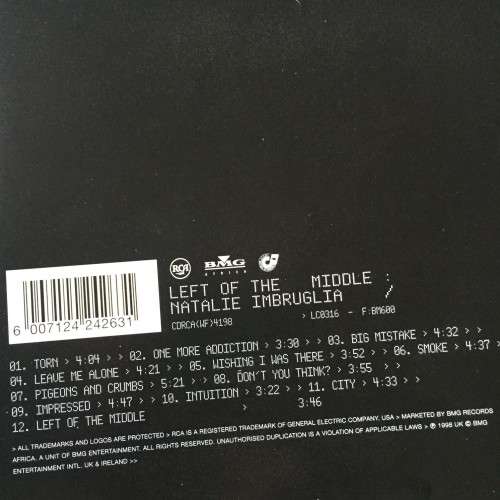 RCA
BMG
AFRICA
LEFT OF THE MIDDLE :
NATALIE IMBRUGLIA
CDRCA(WF)4198 > LC0316 - F:BM600
6 007124 242631
01. TORN > 4:04 > > 02. ONE MORE ADDICTION > 3:30 > > 03. BIG MISTAKE > 4:32 > >
04. LEAVE ME ALONE > 4:21 > > 05. WISHING I WAS THERE > 3:52 > > 06. SMOKE > 4:37 >
07. PIGEONS AND CRUMBS > 5:21 > > 08. DON'T YOU THINK? > 3:55 > >
09. IMPRESSED > 4:47 > > 10. INTUITION > 3:22 > > 11. CITY > 4:33 > >
12. LEFT OF THE MIDDLE > > 3:46
> ALL TRADEMARKS AND LOGOS ARE PROTECTED > RCA IS A REGISTERED TRADEMARK OF GENERAL ELECTRIC COMPANY. USA > MARKETED BY BMG RECORDS
AFRICA. A UNIT OF BMG ENTERTAINMENT. ALL RIGHTS RESERVED. UNAUTHORISED DUPLICATION IS A VIOLATION OF APPLICABLE LAWS > ℗ 1998 UK © BMG
ENTERTAINMENT INTL. UK & IRELAND >>